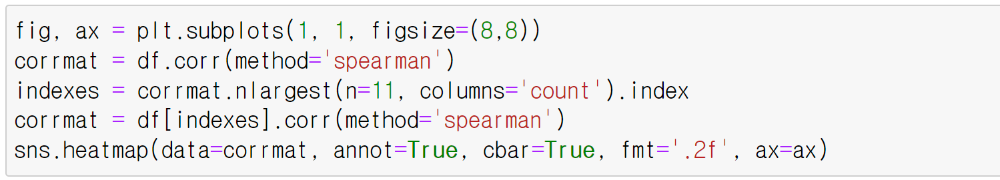 fig, ax = plt.subplots(1, 1, figsize=(8,8))
corrmat = df.corr(method='spearman')
indexes = corrmat.nlargest(n=11, columns='count').index
corrmat = df[indexes].corr(method='spearman')
sns.heatmap(data=corrmat, annot=True, cbar=True, fmt='.2f', ax=ax)